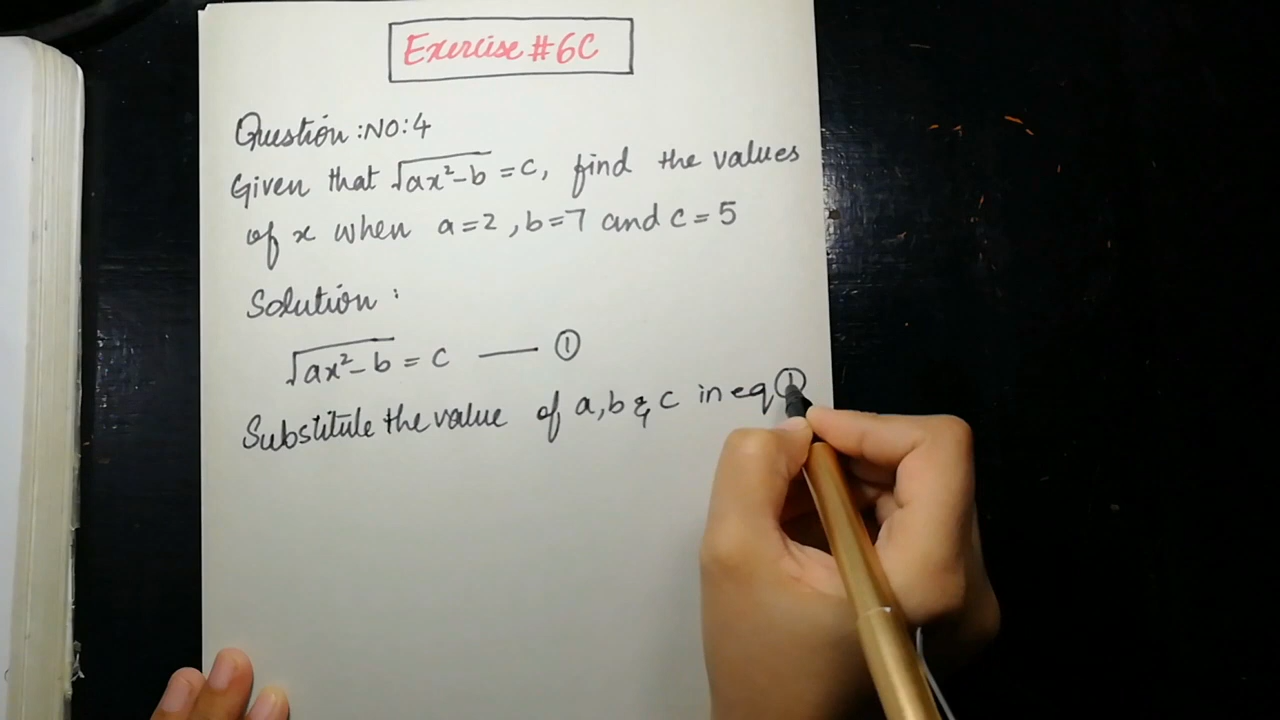 Exercise #6C
Question:NO:4
Given that √ax²-b = c, find the values
of x when a=2, b=7 and c=5
Solution:
√ax²-b = c — ①
Substitute the value of a,b & c in eq ①